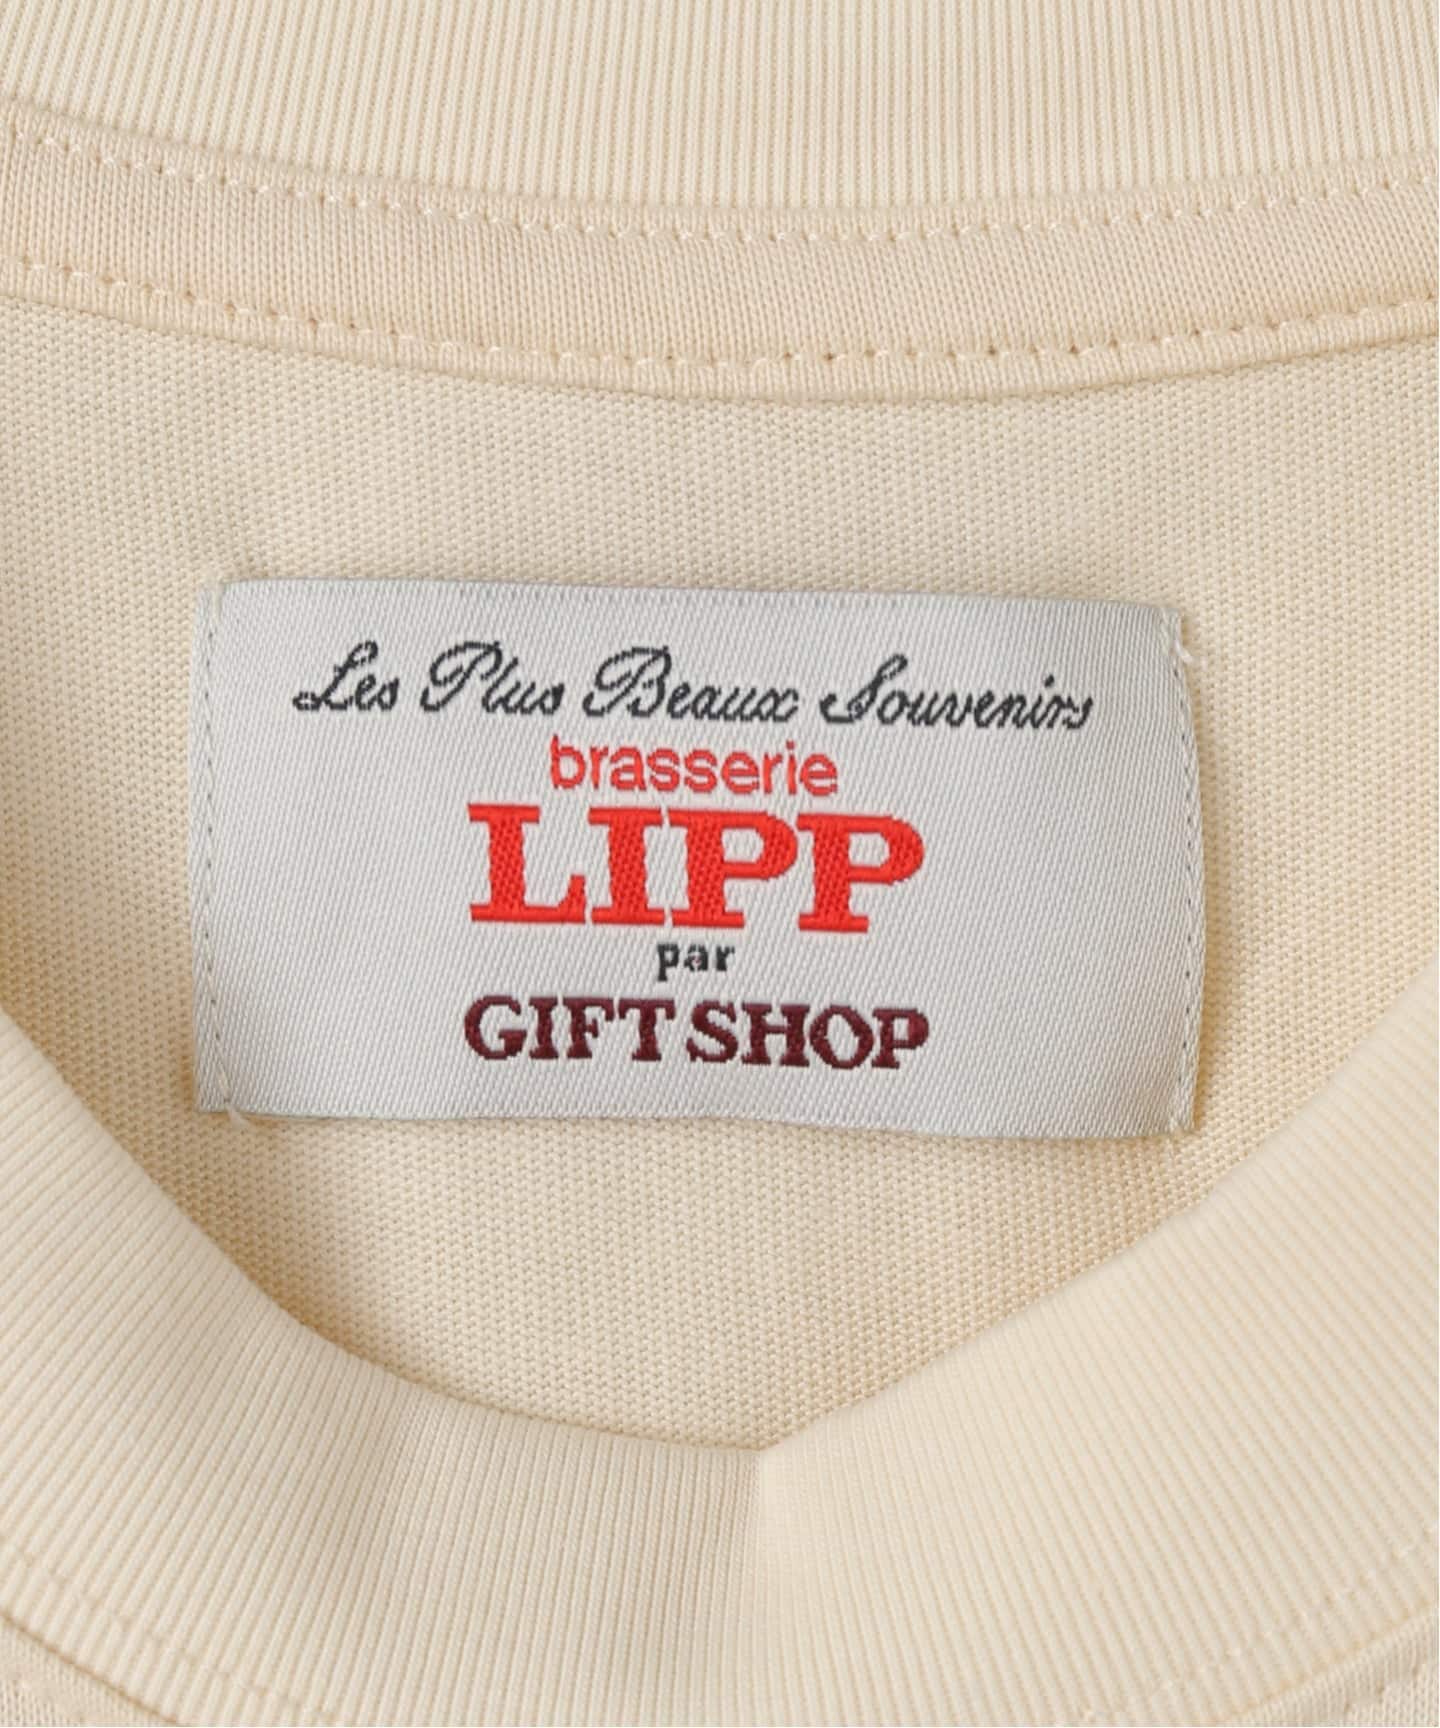 Les Plus Beaux Souvenirs
brasserie
LIPP
par
GIFT SHOP